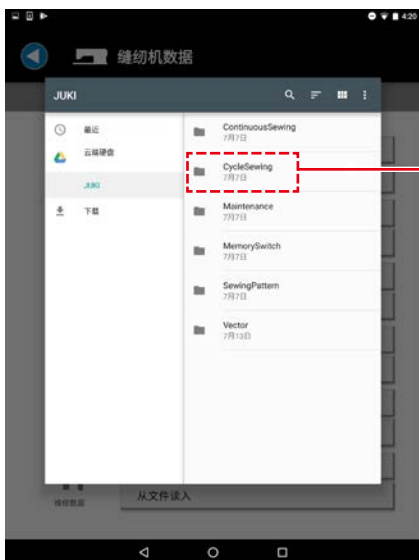 4:20
缝纫机数据
JUKI
最近
云端硬盘
JUKI
下载
ContinuousSewing
7月7日
CycleSewing
7月7日
Maintenance
7月7日
MemorySwitch
7月7日
SewingPattern
7月7日
Vector
7月13日
从文件读入